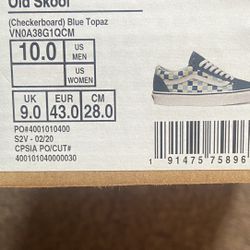 Old Skool
(Checkerboard) Blue Topaz
VN0A38G1QCM
10.0 US MEN
US WOMEN
UK 9.0 EUR 43.0 CM 28.0
PO#4001010400
S2V - 02/20
CPSIA PO/CUT#
400101040000030
1 91475 75896